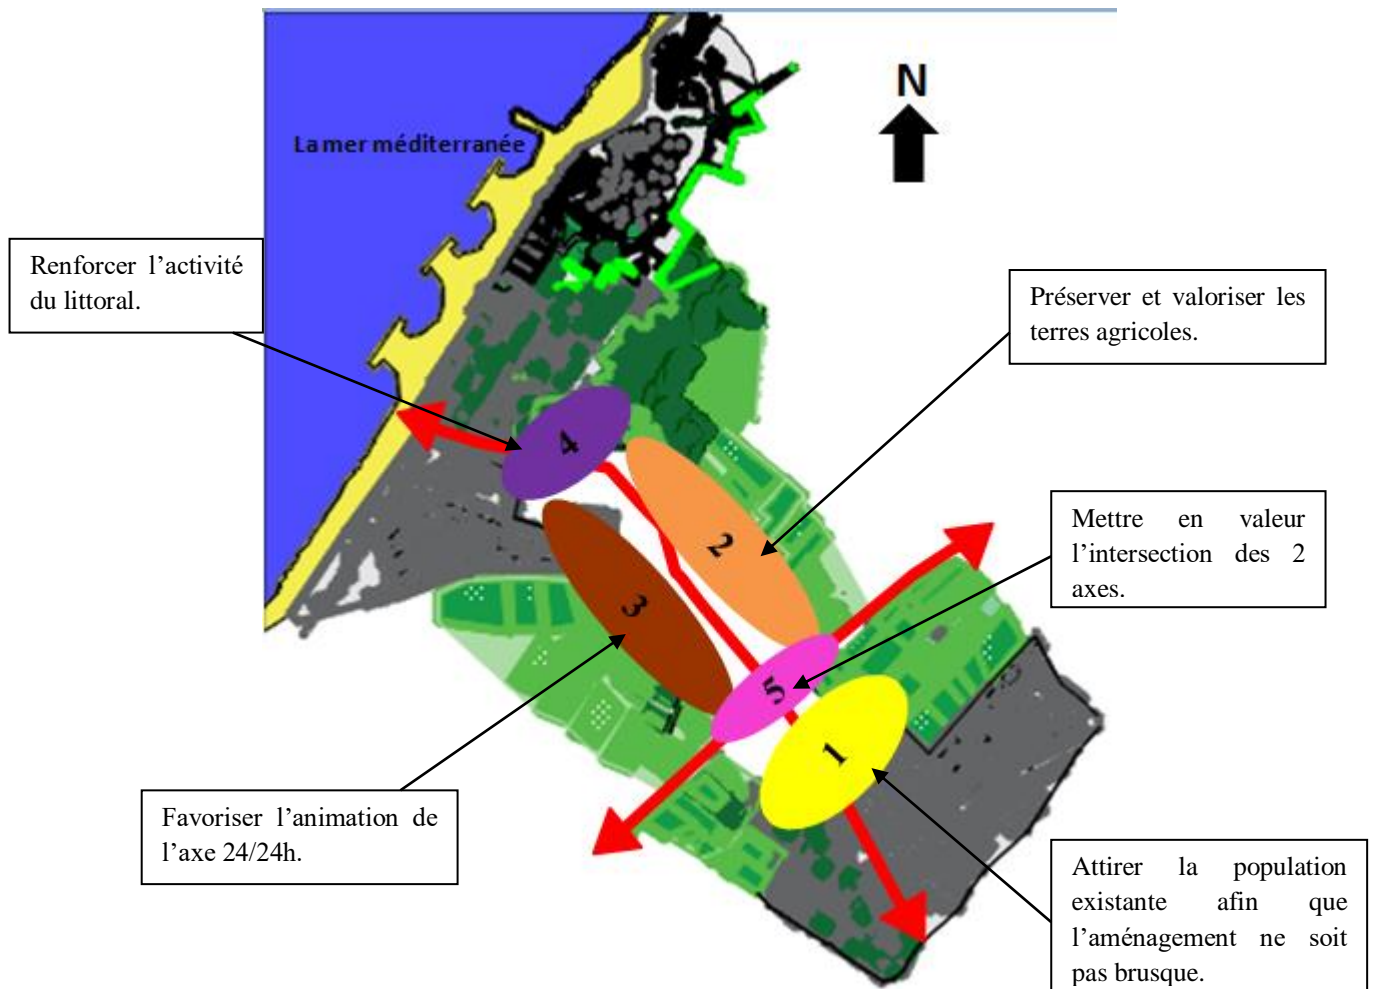 N
La mer méditerranée
Renforcer l’activité
du littoral.
Préserver et valoriser les
terres agricoles.
4
2
Mettre en valeur
l’intersection des 2
axes.
3
5
1
Favoriser l’animation de
l’axe 24/24h.
Attirer la population
existante afin que
l’aménagement ne soit
pas brusque.